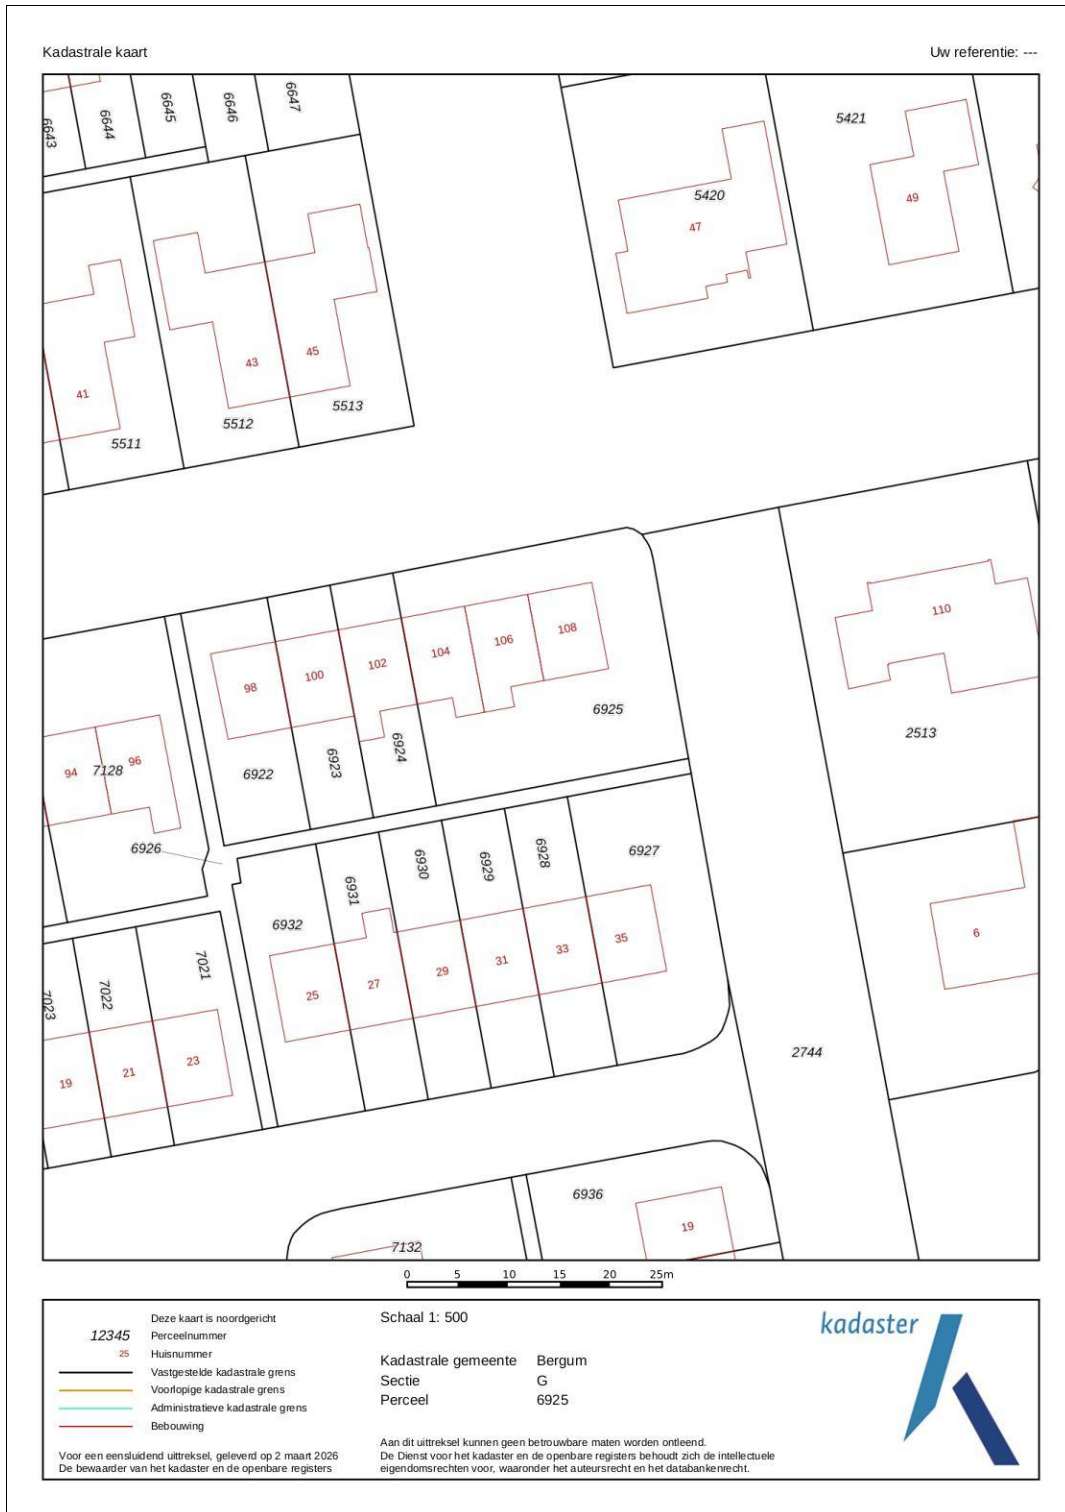 Kadastrale kaart
Uw referentie: ---
6643
6644
6645
6646
6647
5421
5420
49
47
45
43
41
5513
5512
5511
110
108
106
104
102
100
98
6925
2513
6924
6923
6922
96
94
7128
6926
6927
6928
6929
6930
6931
6932
6
35
33
31
29
27
25
7021
7022
7023
23
21
19
2744
6936
19
7132
0 5 10 15 20 25m
Deze kaart is noordgericht
12345 Perceelnummer
25 Huisnummer
Vastgestelde kadastrale grens
Voorlopige kadastrale grens
Administratieve kadastrale grens
Bebouwing
Voor een eensluidend uittreksel, geleverd op 2 maart 2026
De bewaarder van het kadaster en de openbare registers
Schaal 1: 500
Kadastrale gemeente Bergum
Sectie G
Perceel 6925
Aan dit uittreksel kunnen geen betrouwbare maten worden ontleend.
De Dienst voor het kadaster en de openbare registers behoudt zich de intellectuele
eigendomsrechten voor, waaronder het auteursrecht en het databankenrecht.
kadaster